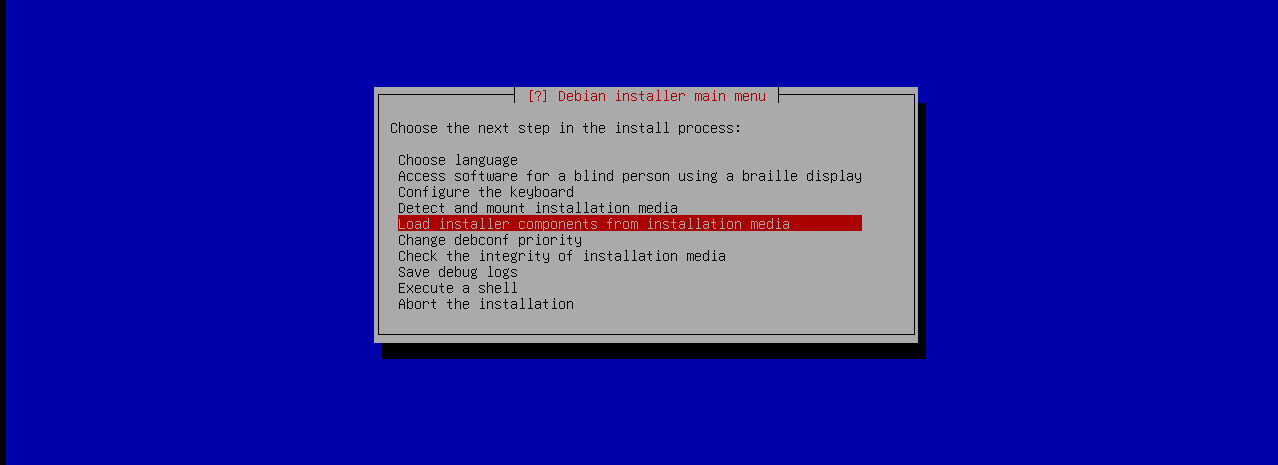 [?] Debian installer main menu
Choose the next step in the install process:
Choose language
Access software for a blind person using a braille display
Configure the keyboard
Detect and mount installation media
Load installer components from installation media
Change debconf priority
Check the integrity of installation media
Save debug logs
Execute a shell
Abort the installation